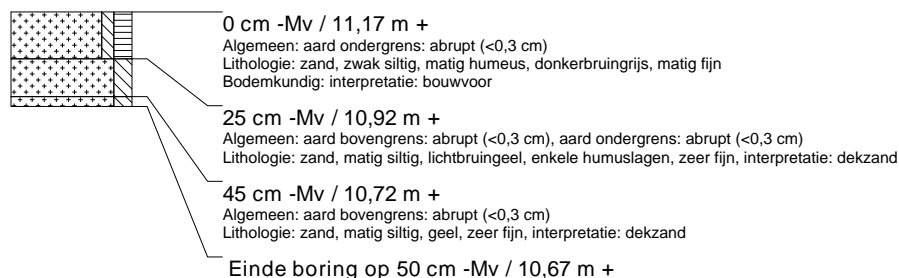 0 cm -Mv / 11,17 m +
Algemeen: aard ondergrens: abrupt (<0,3 cm)
Lithologie: zand, zwak siltig, matig humeus, donkerbruingrijs, matig fijn
Bodemkundig: interpretatie: bouwvoor
25 cm -Mv / 10,92 m +
Algemeen: aard bovengrens: abrupt (<0,3 cm), aard ondergrens: abrupt (<0,3 cm)
Lithologie: zand, matig siltig, lichtbruingeel, enkele humuslagen, zeer fijn, interpretatie: dekzand
45 cm -Mv / 10,72 m +
Algemeen: aard bovengrens: abrupt (<0,3 cm)
Lithologie: zand, matig siltig, geel, zeer fijn, interpretatie: dekzand
Einde boring op 50 cm -Mv / 10,67 m +